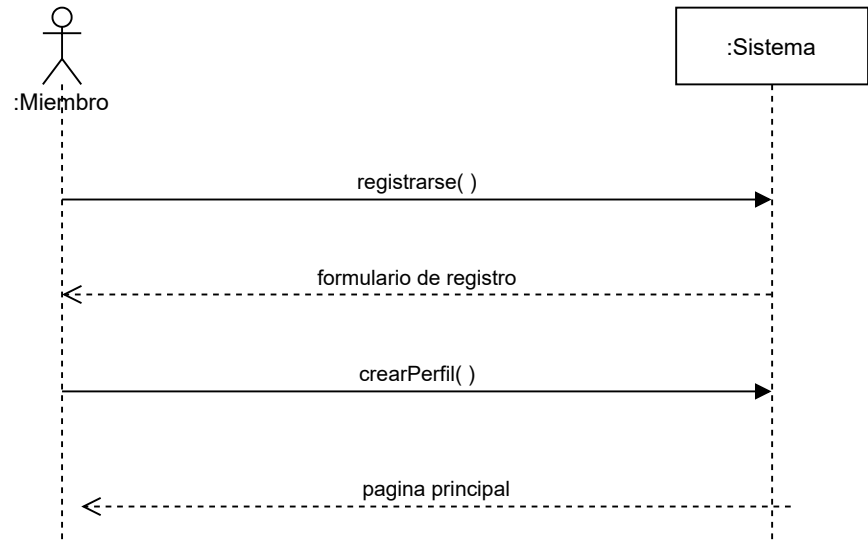 :Sistema
:Miembro
registrarse( )
formulario de registro
crearPerfil( )
pagina principal